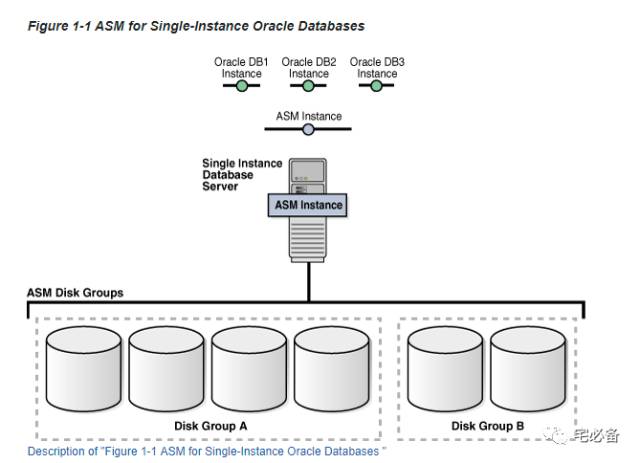 Figure 1-1 ASM for Single-Instance Oracle Databases
Oracle DB1 Oracle DB2 Oracle DB3
Instance Instance Instance
ASM Instance
Single Instance
Database
Server
ASM Instance
ASM Disk Groups
Disk Group A Disk Group B
宅必备
Description of "Figure 1-1 ASM for Single-Instance Oracle Databases "